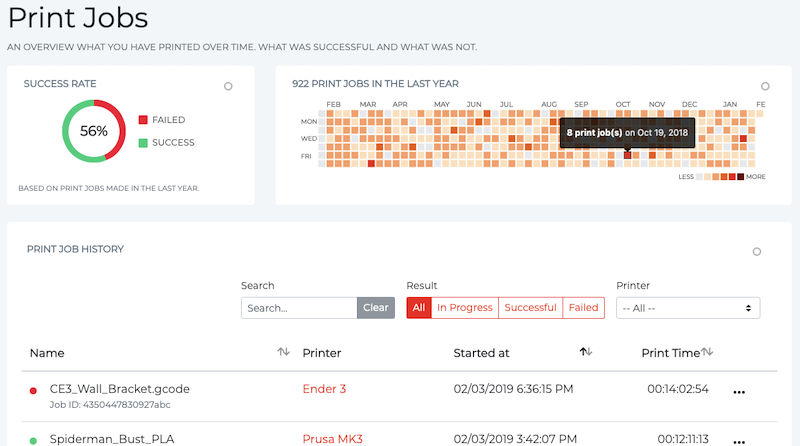 Print Jobs
AN OVERVIEW WHAT YOU HAVE PRINTED OVER TIME. WHAT WAS SUCCESSFUL AND WHAT WAS NOT.
SUCCESS RATE
56%
FAILED
SUCCESS
BASED ON PRINT JOBS MADE IN THE LAST YEAR.
922 PRINT JOBS IN THE LAST YEAR
FEB MAR APR MAY JUN JUL AUG SEP OCT NOV DEC JAN FE
MON
WED
FRI
8 print job(s) on Oct 19, 2018
LESS MORE
PRINT JOB HISTORY
Search Result Printer
Search... Clear All In Progress Successful Failed -- All --
Name Printer Started at Print Time
CE3_Wall_Bracket.gcode Ender 3 02/03/2019 6:36:15 PM 00:14:02:54
Job ID: 4350447830927abc
Spiderman_Bust_PLA Prusa MK3 02/03/2019 3:42:07 PM 00:12:11:13